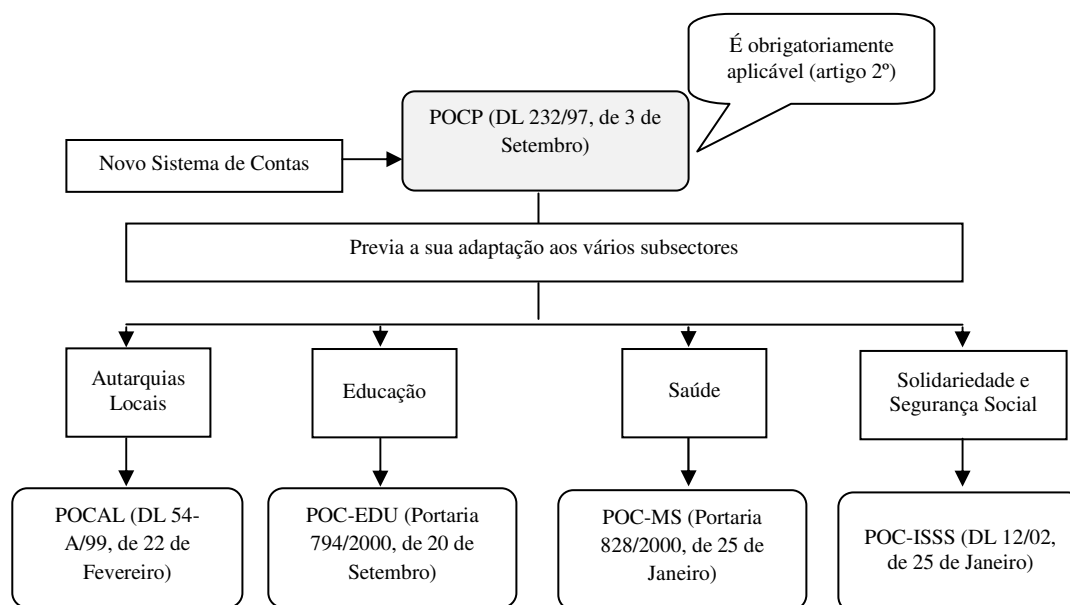 É obrigatoriamente
aplicável (artigo 2º)
POCP (DL 232/97, de 3 de
Setembro)
Novo Sistema de Contas
Previa a sua adaptação aos vários subsectores
Autarquias
Locais
Educação
Saúde
Solidariedade e
Segurança Social
POCAL (DL 54-
A/99, de 22 de
Fevereiro)
POC-EDU (Portaria
794/2000, de 20 de
Setembro)
POC-MS (Portaria
828/2000, de 25 de
Janeiro)
POC-ISSS (DL 12/02,
de 25 de Janeiro)